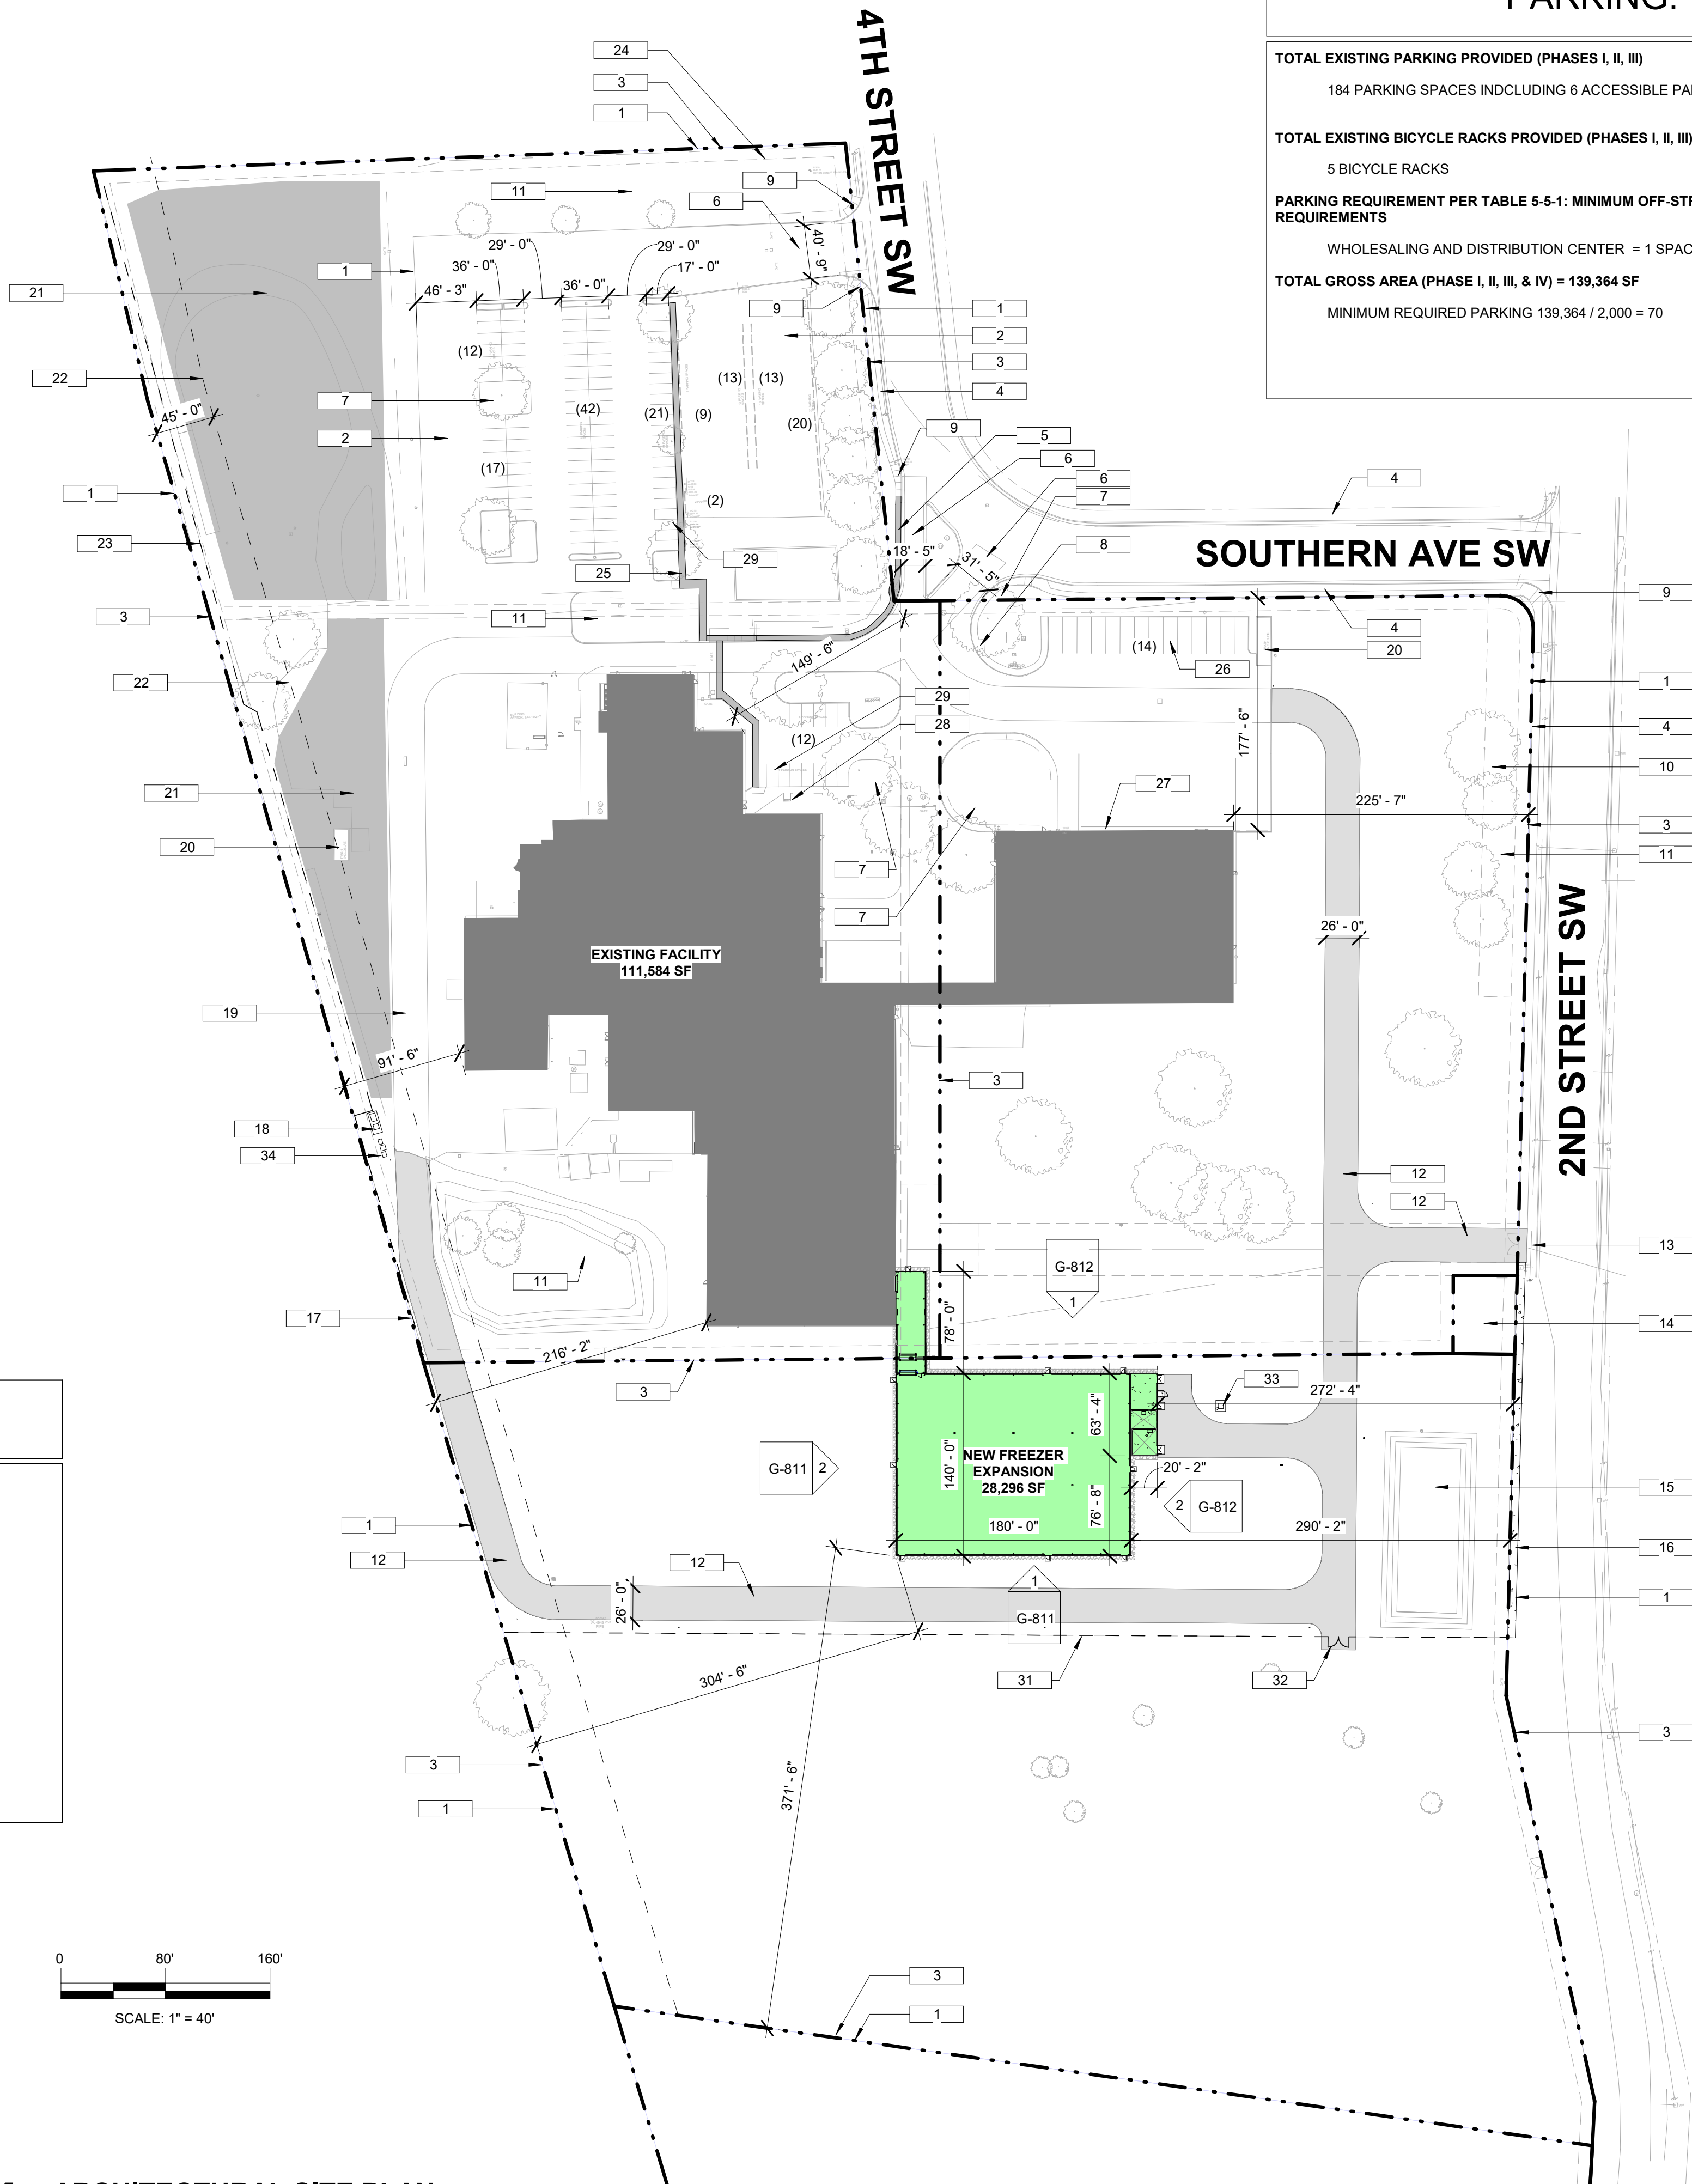 PARKING:
TOTAL EXISTING PARKING PROVIDED (PHASES I, II, III)
184 PARKING SPACES INDCLUDING 6 ACCESSIBLE
TOTAL EXISTING BICYCLE RACKS PROVIDED (PHASES I, II, III)
5 BICYCLE RACKS
PARKING REQUIREMENT PER TABLE 5-5-1: MINIMUM
REQUIREMENTS
WHOLESALING AND DISTRIBUTION CENTER = 1
TOTAL GROSS AREA (PHASE I, II, III, & IV) = 139,364 SF
MINIMUM REQUIRED PARKING 139,364 / 2,000 = 70
4TH STREET SW
24
3
1
9
11
6
40' - 9"
29' - 0"
29' - 0"
36' - 0"
17' - 0"
1
46' - 3"
36' - 0"
21
9
1
2
3
4
(12)
(13)
(13)
22
7
45' - 0"
(42)
(21)
(9)
(20)
2
9
5
6
(17)
6
4
1
7
(2)
23
8
SOUTHERN AVE SW
18' - 5"
31' - 5"
29
25
9
3
11
4
(14)
20
149' - 6"
26
22
1
29
28
4
(12)
177' - 6"
10
21
27
225' - 7"
3
20
11
7
7
26' - 0"
2ND STREET SW
EXISTING FACILITY
111,584 SF
19
91' - 6"
3
18
34
12
12
13
G-812
1
11
17
78' - 0"
14
216' - 2"
3
33
272' - 4"
63' - 4"
140' - 0"
NEW FREEZER
EXPANSION
28,296 SF
G-811
2
20' - 2"
2
G-812
15
76' - 8"
180' - 0"
290' - 2"
1
16
12
12
1
26' - 0"
1
G-811
304' - 6"
31
32
3
3
371' - 6"
1
3
1
0
80'
160'
SCALE: 1" = 40'
ARCHITECTURAL SITE PLAN